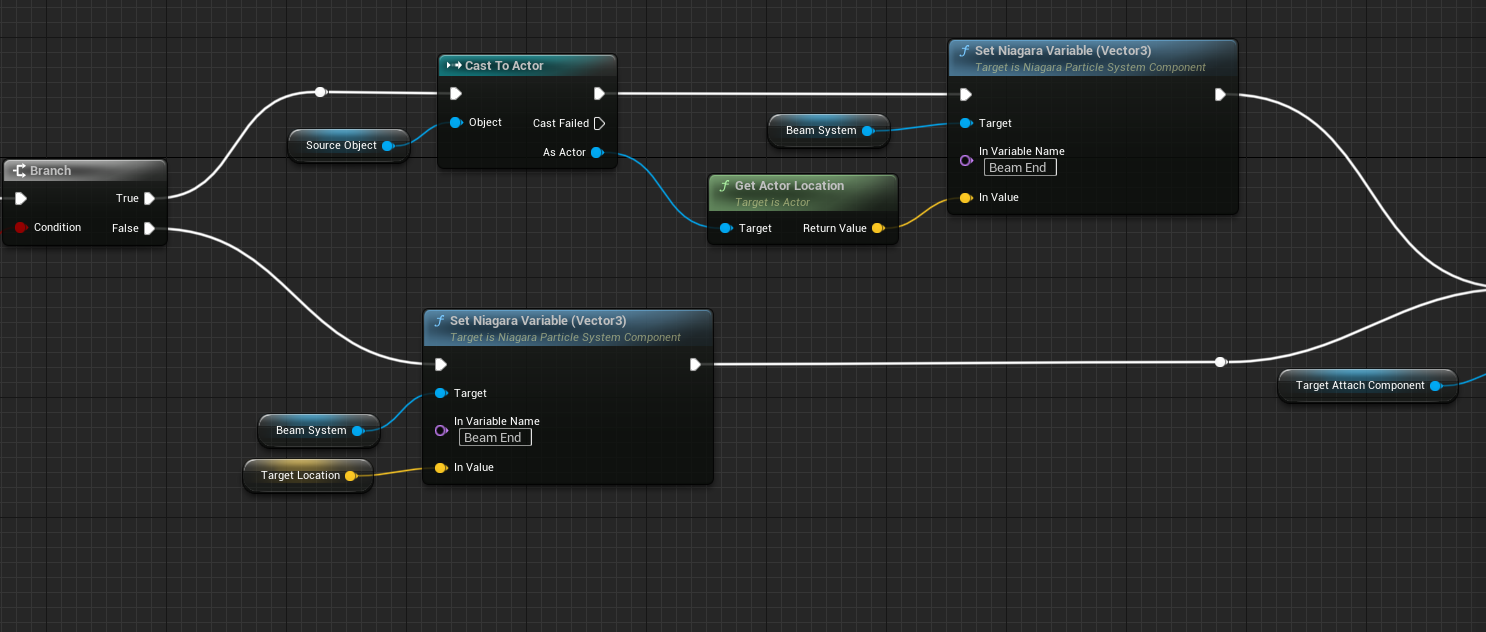 Branch
True
Condition
False
Source Object
Cast To Actor
Object
Cast Failed
As Actor
Get Actor Location
Target is Actor
Target
Return Value
Beam System
Set Niagara Variable (Vector3)
Target is Niagara Particle System Component
Target
In Variable Name
Beam End
In Value
Set Niagara Variable (Vector3)
Target is Niagara Particle System Component
Target
In Variable Name
Beam End
In Value
Beam System
Target Location
Target Attach Component